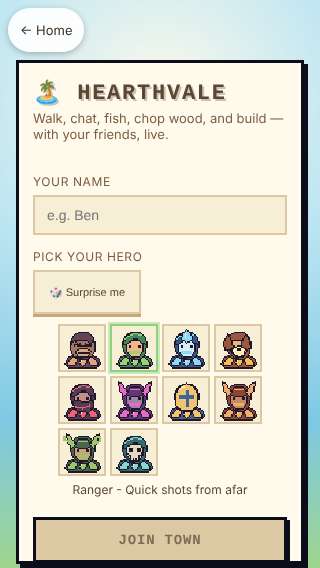 ← Home
HEARTHVALE
Walk, chat, fish, chop wood, and build —
with your friends, live.
YOUR NAME
e.g. Ben
PICK YOUR HERO
Surprise me
Ranger - Quick shots from afar
JOIN TOWN